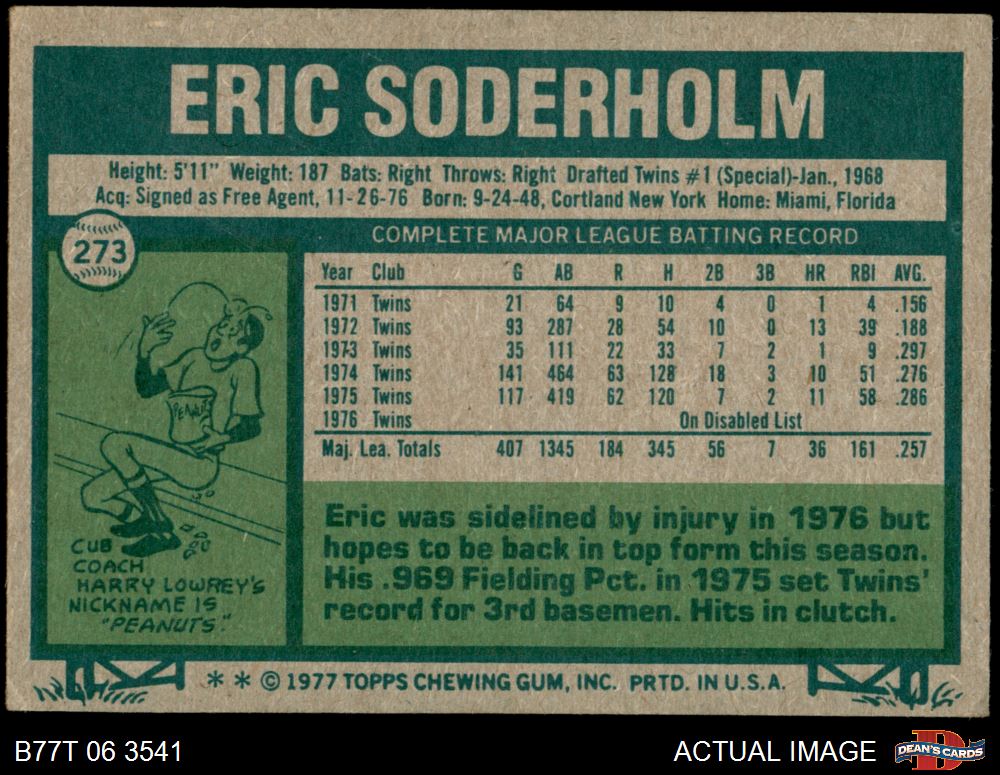 ERIC SODERHOLM
Height: 5'11" Weight: 187 Bats: Right Throws: Right Drafted Twins #1 (Special)-Jan., 1968
Acq: Signed as Free Agent, 11-26-76 Born: 9-24-48, Cortland New York Home: Miami, Florida
273
COMPLETE MAJOR LEAGUE BATTING RECORD
Year Club G AB R H 2B 3B HR RBI AVG.
1971 Twins 21 64 9 10 4 0 1 4 .156
1972 Twins 93 287 28 54 10 0 13 39 .188
1973 Twins 35 111 22 33 7 2 1 9 .297
1974 Twins 141 464 63 128 18 3 10 51 .276
1975 Twins 117 419 62 120 7 2 11 58 .286
1976 Twins On Disabled List
Maj. Lea. Totals 407 1345 184 345 56 7 36 161 .257
PEANUTS
CUB
COACH
HARRY LOWREY'S
NICKNAME IS
"PEANUTS."
Eric was sidelined by injury in 1976 but
hopes to be back in top form this season.
His .969 Fielding Pct. in 1975 set Twins'
record for 3rd basemen. Hits in clutch.
* * © 1977 TOPPS CHEWING GUM, INC. PRTD. IN U.S.A.
B77T 06 3541
ACTUAL IMAGE
DEAN'S CARDS